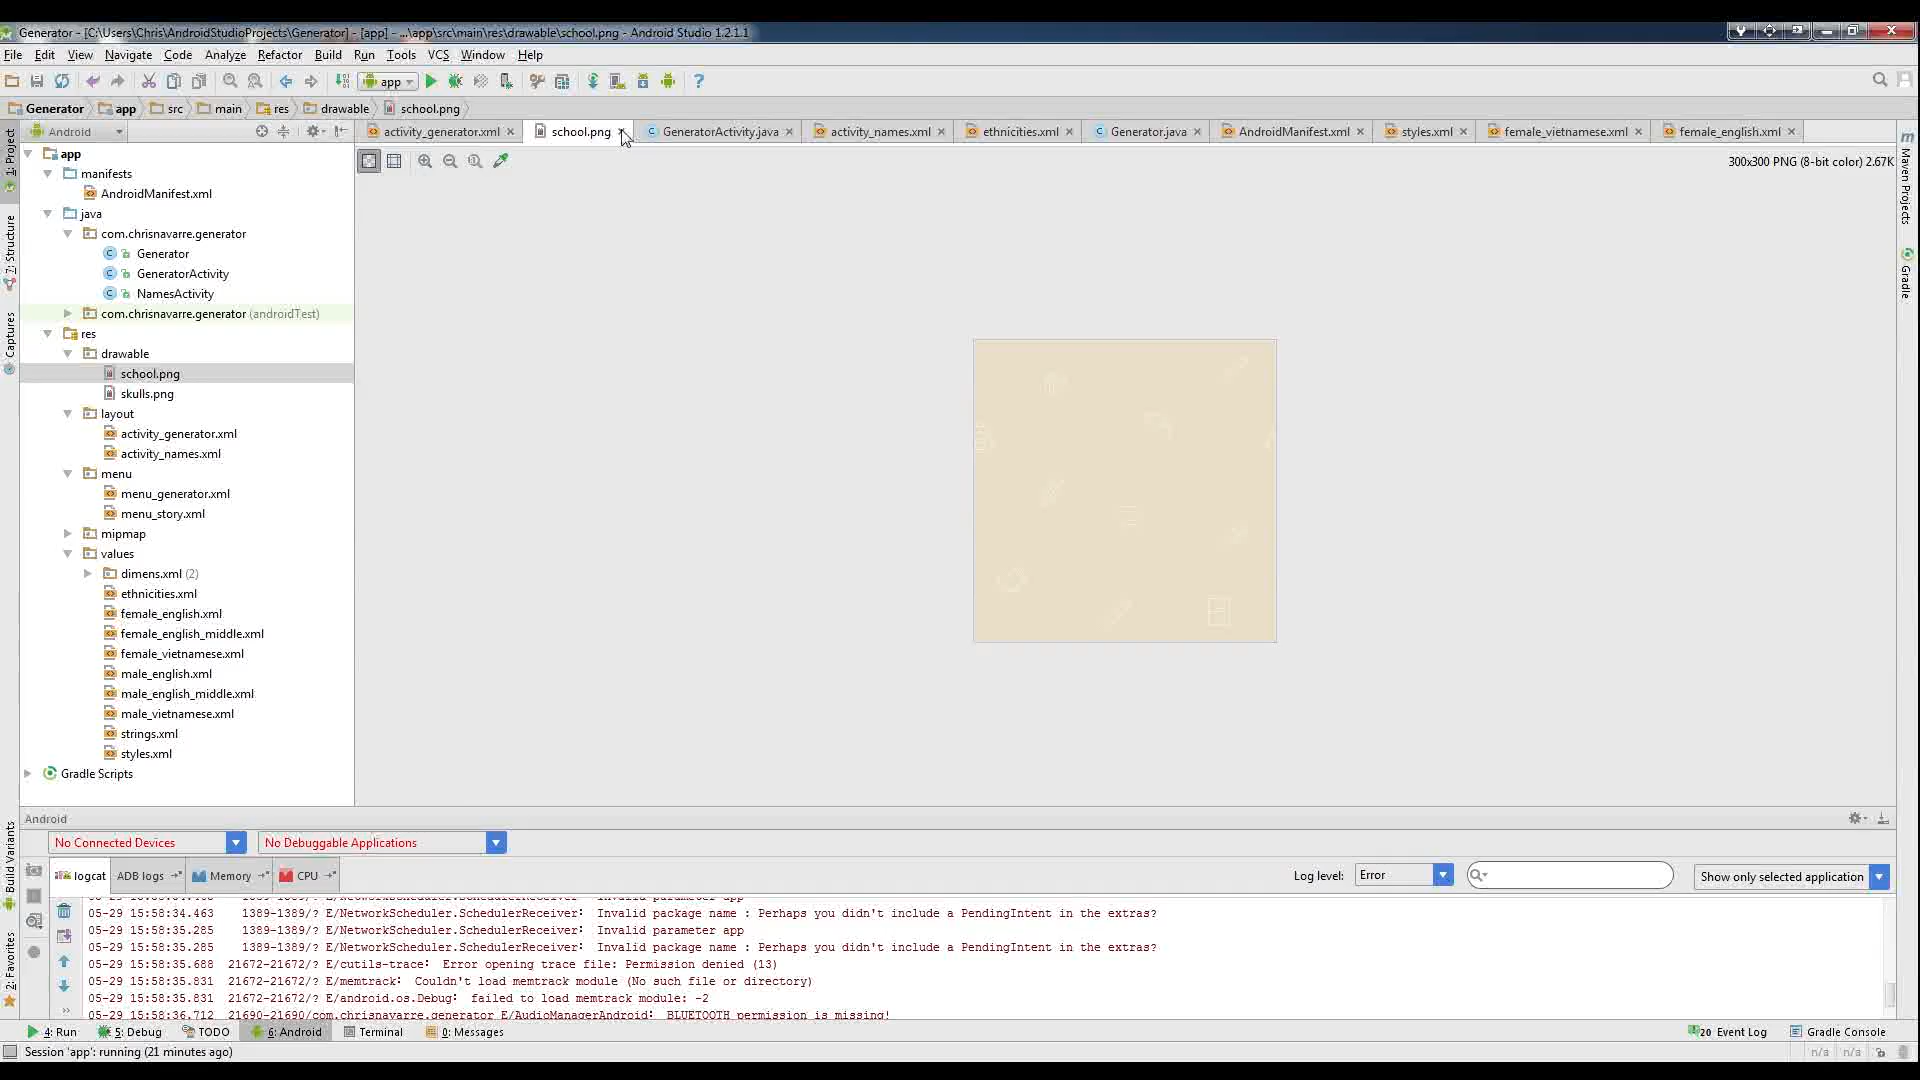 Generator - [C:\Users\Chris\AndroidStudioProjects\Generator] - [app] - ...\app\src\main\res\drawable\school.png - Android Studio 1.2.1.1
File Edit View Navigate Code Analyze Refactor Build Run Tools VCS Window Help
app
Generator app src main res drawable school.png
Android
activity_generator.xml school.png GeneratorActivity.java activity_names.xml ethnicities.xml Generator.java AndroidManifest.xml styles.xml female_vietnamese.xml female_english.xml
300x300 PNG (8-bit color) 2.67K
1: Project
7: Structure
Captures
Build Variants
2: Favorites
Maven Projects
Gradle
app
manifests
AndroidManifest.xml
java
com.chrisnavarre.generator
Generator
GeneratorActivity
NamesActivity
com.chrisnavarre.generator (androidTest)
res
drawable
school.png
skulls.png
layout
activity_generator.xml
activity_names.xml
menu
menu_generator.xml
menu_story.xml
mipmap
values
dimens.xml (2)
ethnicities.xml
female_english.xml
female_english_middle.xml
female_vietnamese.xml
male_english.xml
male_english_middle.xml
male_vietnamese.xml
strings.xml
styles.xml
Gradle Scripts
Android
No Connected Devices No Debuggable Applications
logcat ADB logs Memory CPU Log level: Error Show only selected application
05-29 15:58:34.463 1389-1389/? E/NetworkScheduler.SchedulerReceiver: Invalid package name : Perhaps you didn't include a PendingIntent in the extras?
05-29 15:58:35.285 1389-1389/? E/NetworkScheduler.SchedulerReceiver: Invalid parameter app
05-29 15:58:35.285 1389-1389/? E/NetworkScheduler.SchedulerReceiver: Invalid package name : Perhaps you didn't include a PendingIntent in the extras?
05-29 15:58:35.688 21672-21672/? E/cutils-trace: Error opening trace file: Permission denied (13)
05-29 15:58:35.831 21672-21672/? E/memtrack: Couldn't load memtrack module (No such file or directory)
05-29 15:58:35.831 21672-21672/? E/android.os.Debug: failed to load memtrack module: -2
05-29 15:58:36.712 21690-21690/com.chrisnavarre.generator E/AudioManagerAndroid: BLUETOOTH permission is missing!
4: Run 5: Debug TODO 6: Android Terminal 0: Messages 20 Event Log Gradle Console
Session 'app': running (21 minutes ago) n/a n/a